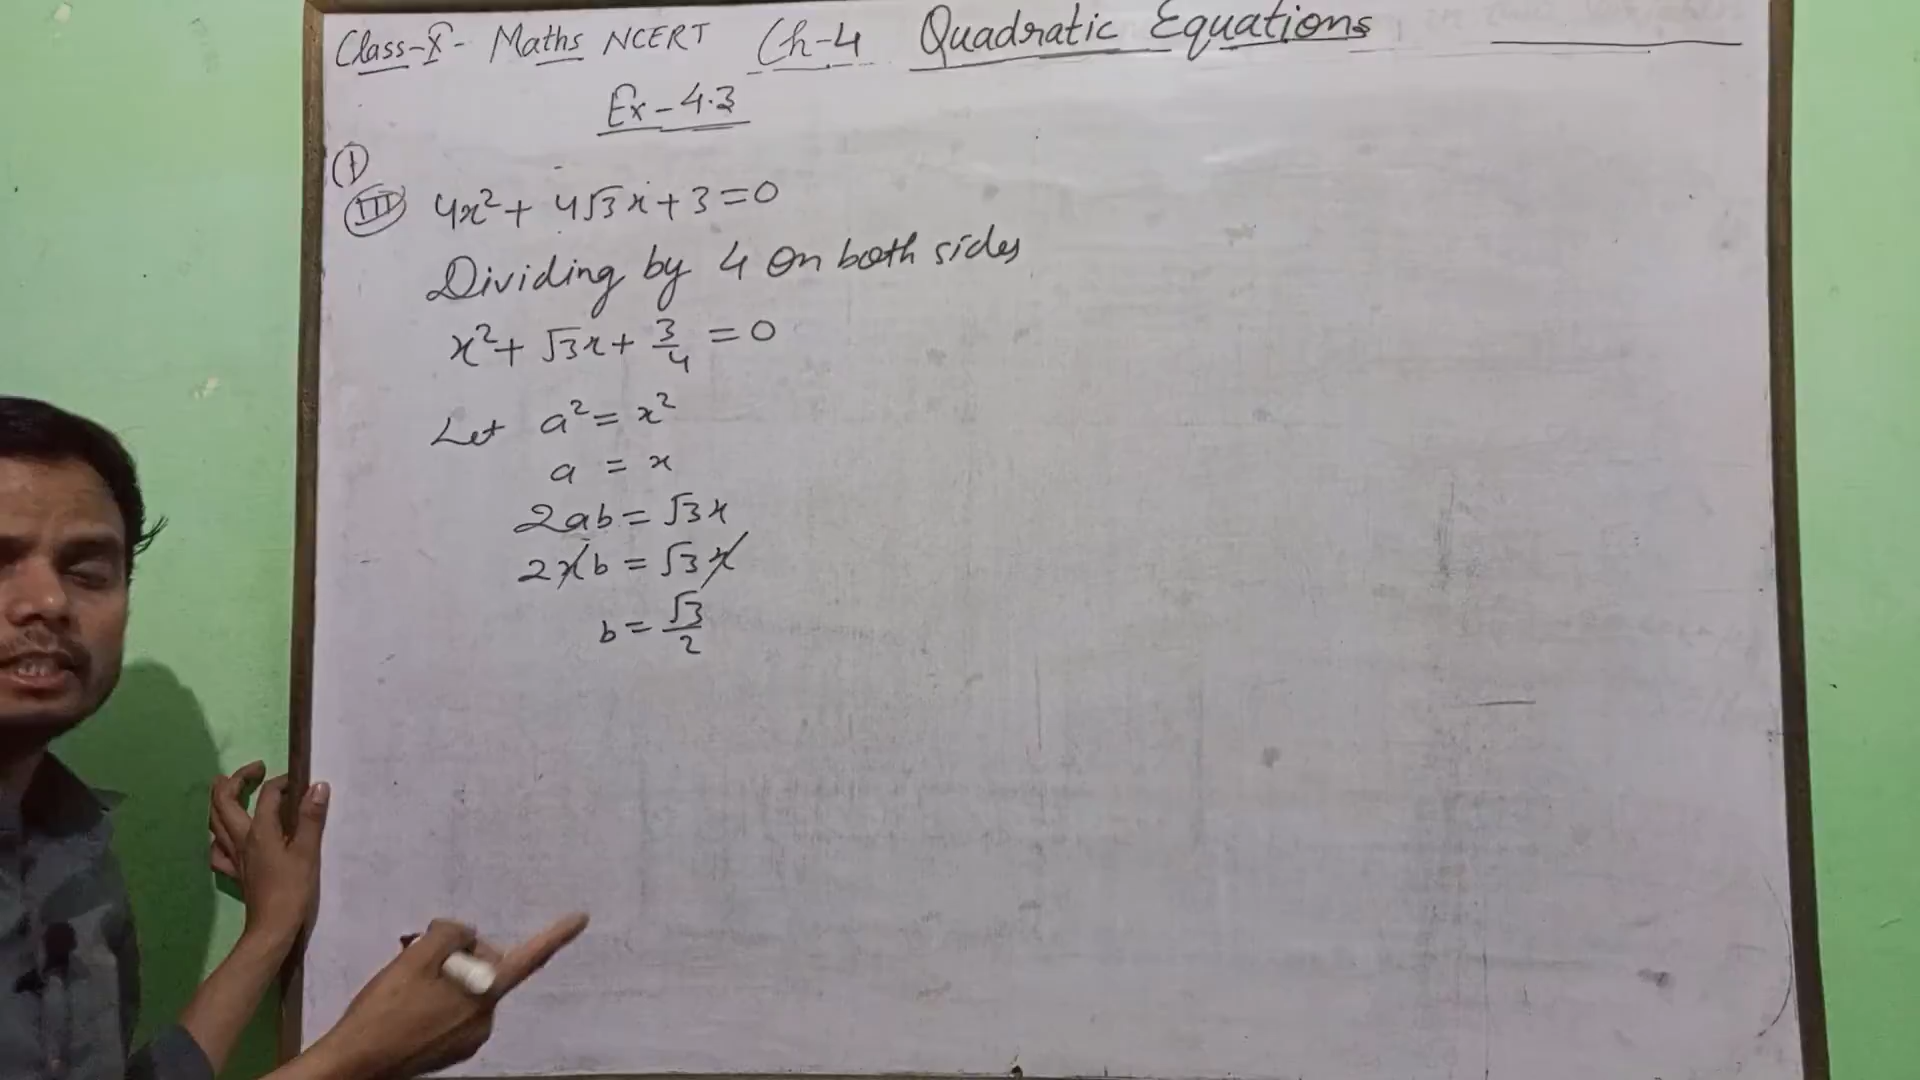 Class-X- Maths NCERT Ch-4 Quadratic Equations
Ex-4.3
(I)
(III) 4x²+ 4√3x+3=0
Dividing by 4 on both sides
x²+ √3x+ 3/4 =0
Let a²= x²
a = x
2ab=√3x
2xb=√3x
b=√3/2